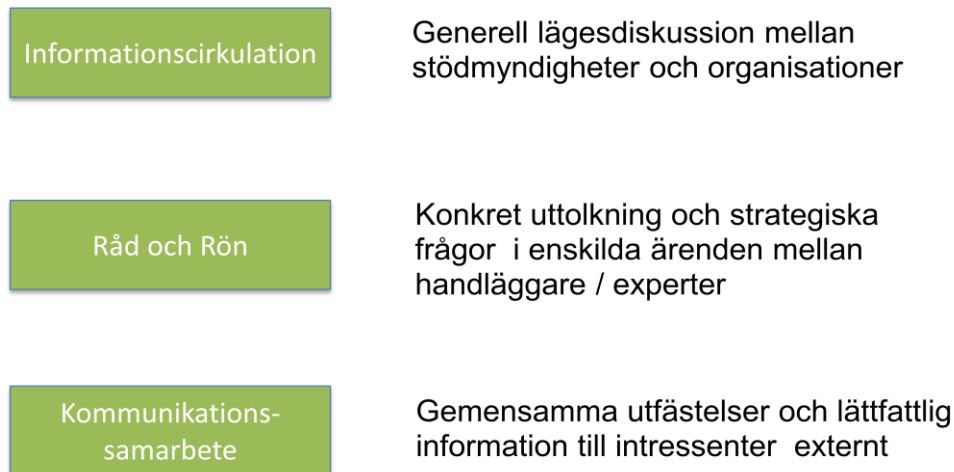 Informationscirkulation
Generell lägesdiskussion mellan
stödmyndigheter och organisationer
Råd och Rön
Konkret uttolkning och strategiska
frågor  i enskilda ärenden mellan
handläggare / experter
Kommunikations-
samarbete
Gemensamma utfästelser och lättfattlig
information till intressenter  externt